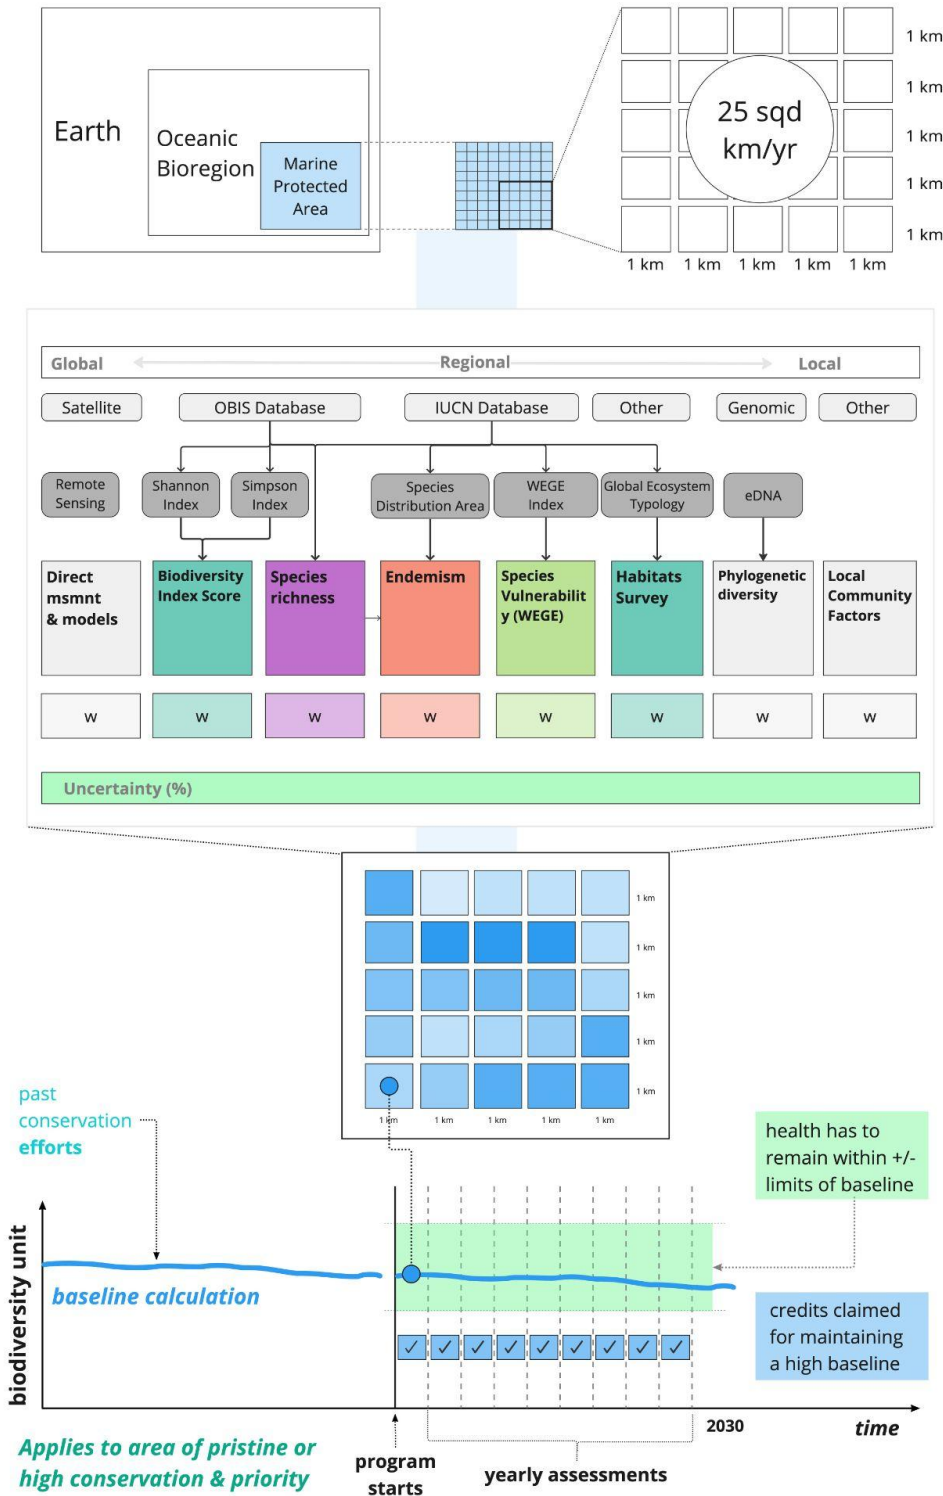 Earth
Oceanic
Bioregion
Marine
Protected
Area
25 sqd
km/yr
1 km
1 km
1 km
1 km
1 km
1 km
1 km
1 km
1 km
1 km
Global
Regional
Local
Satellite
OBIS Database
IUCN Database
Other
Genomic
Other
Remote
Sensing
Shannon
Index
Simpson
Index
Species
Distribution Area
WEGE
Index
Global Ecosystem
Typology
eDNA
Direct
msmnt
& models
Biodiversity
Index Score
Species
richness
Endemism
Species
Vulnerabilit
y (WEGE)
Habitats
Survey
Phylogenetic
diversity
Local
Community
Factors
w
w
w
w
w
w
w
w
Uncertainty (%)
1 km
1 km
1 km
1 km
1 km
1 km
1 km
1 km
1 km
1 km
past
conservation
efforts
health has to
remain within +/-
limits of baseline
biodiversity unit
baseline calculation
credits claimed
for maintaining
a high baseline
2030
time
Applies to area of pristine or
high conservation & priority
program
starts
yearly assessments